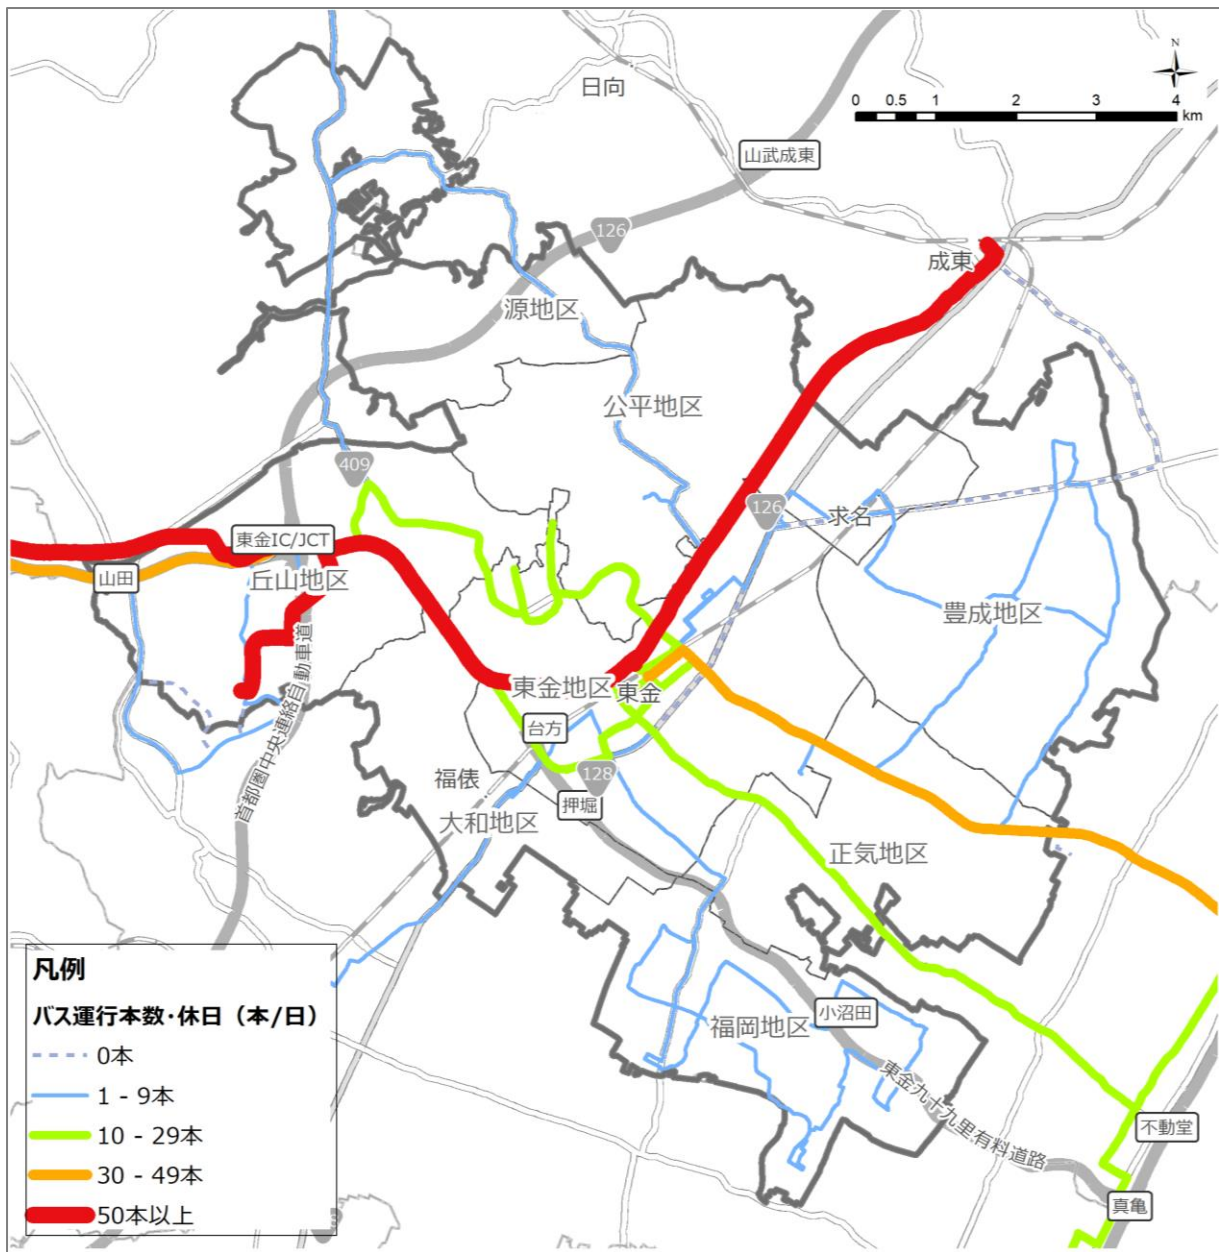 N
0 0.5 1 2 3 4
km
日向
山武成東
126
成東
源地区
公平地区
409
126
求名
東金IC/JCT
山田
丘山地区
豊成地区
首都圏中央連絡自動車道
東金地区
東金
台方
128
福俵
押堀
大和地区
正気地区
小沼田
福岡地区
東金九十九里有料道路
不動堂
真亀
凡例
バス運行本数・休日（本/日）
0本
1 - 9本
10 - 29本
30 - 49本
50本以上